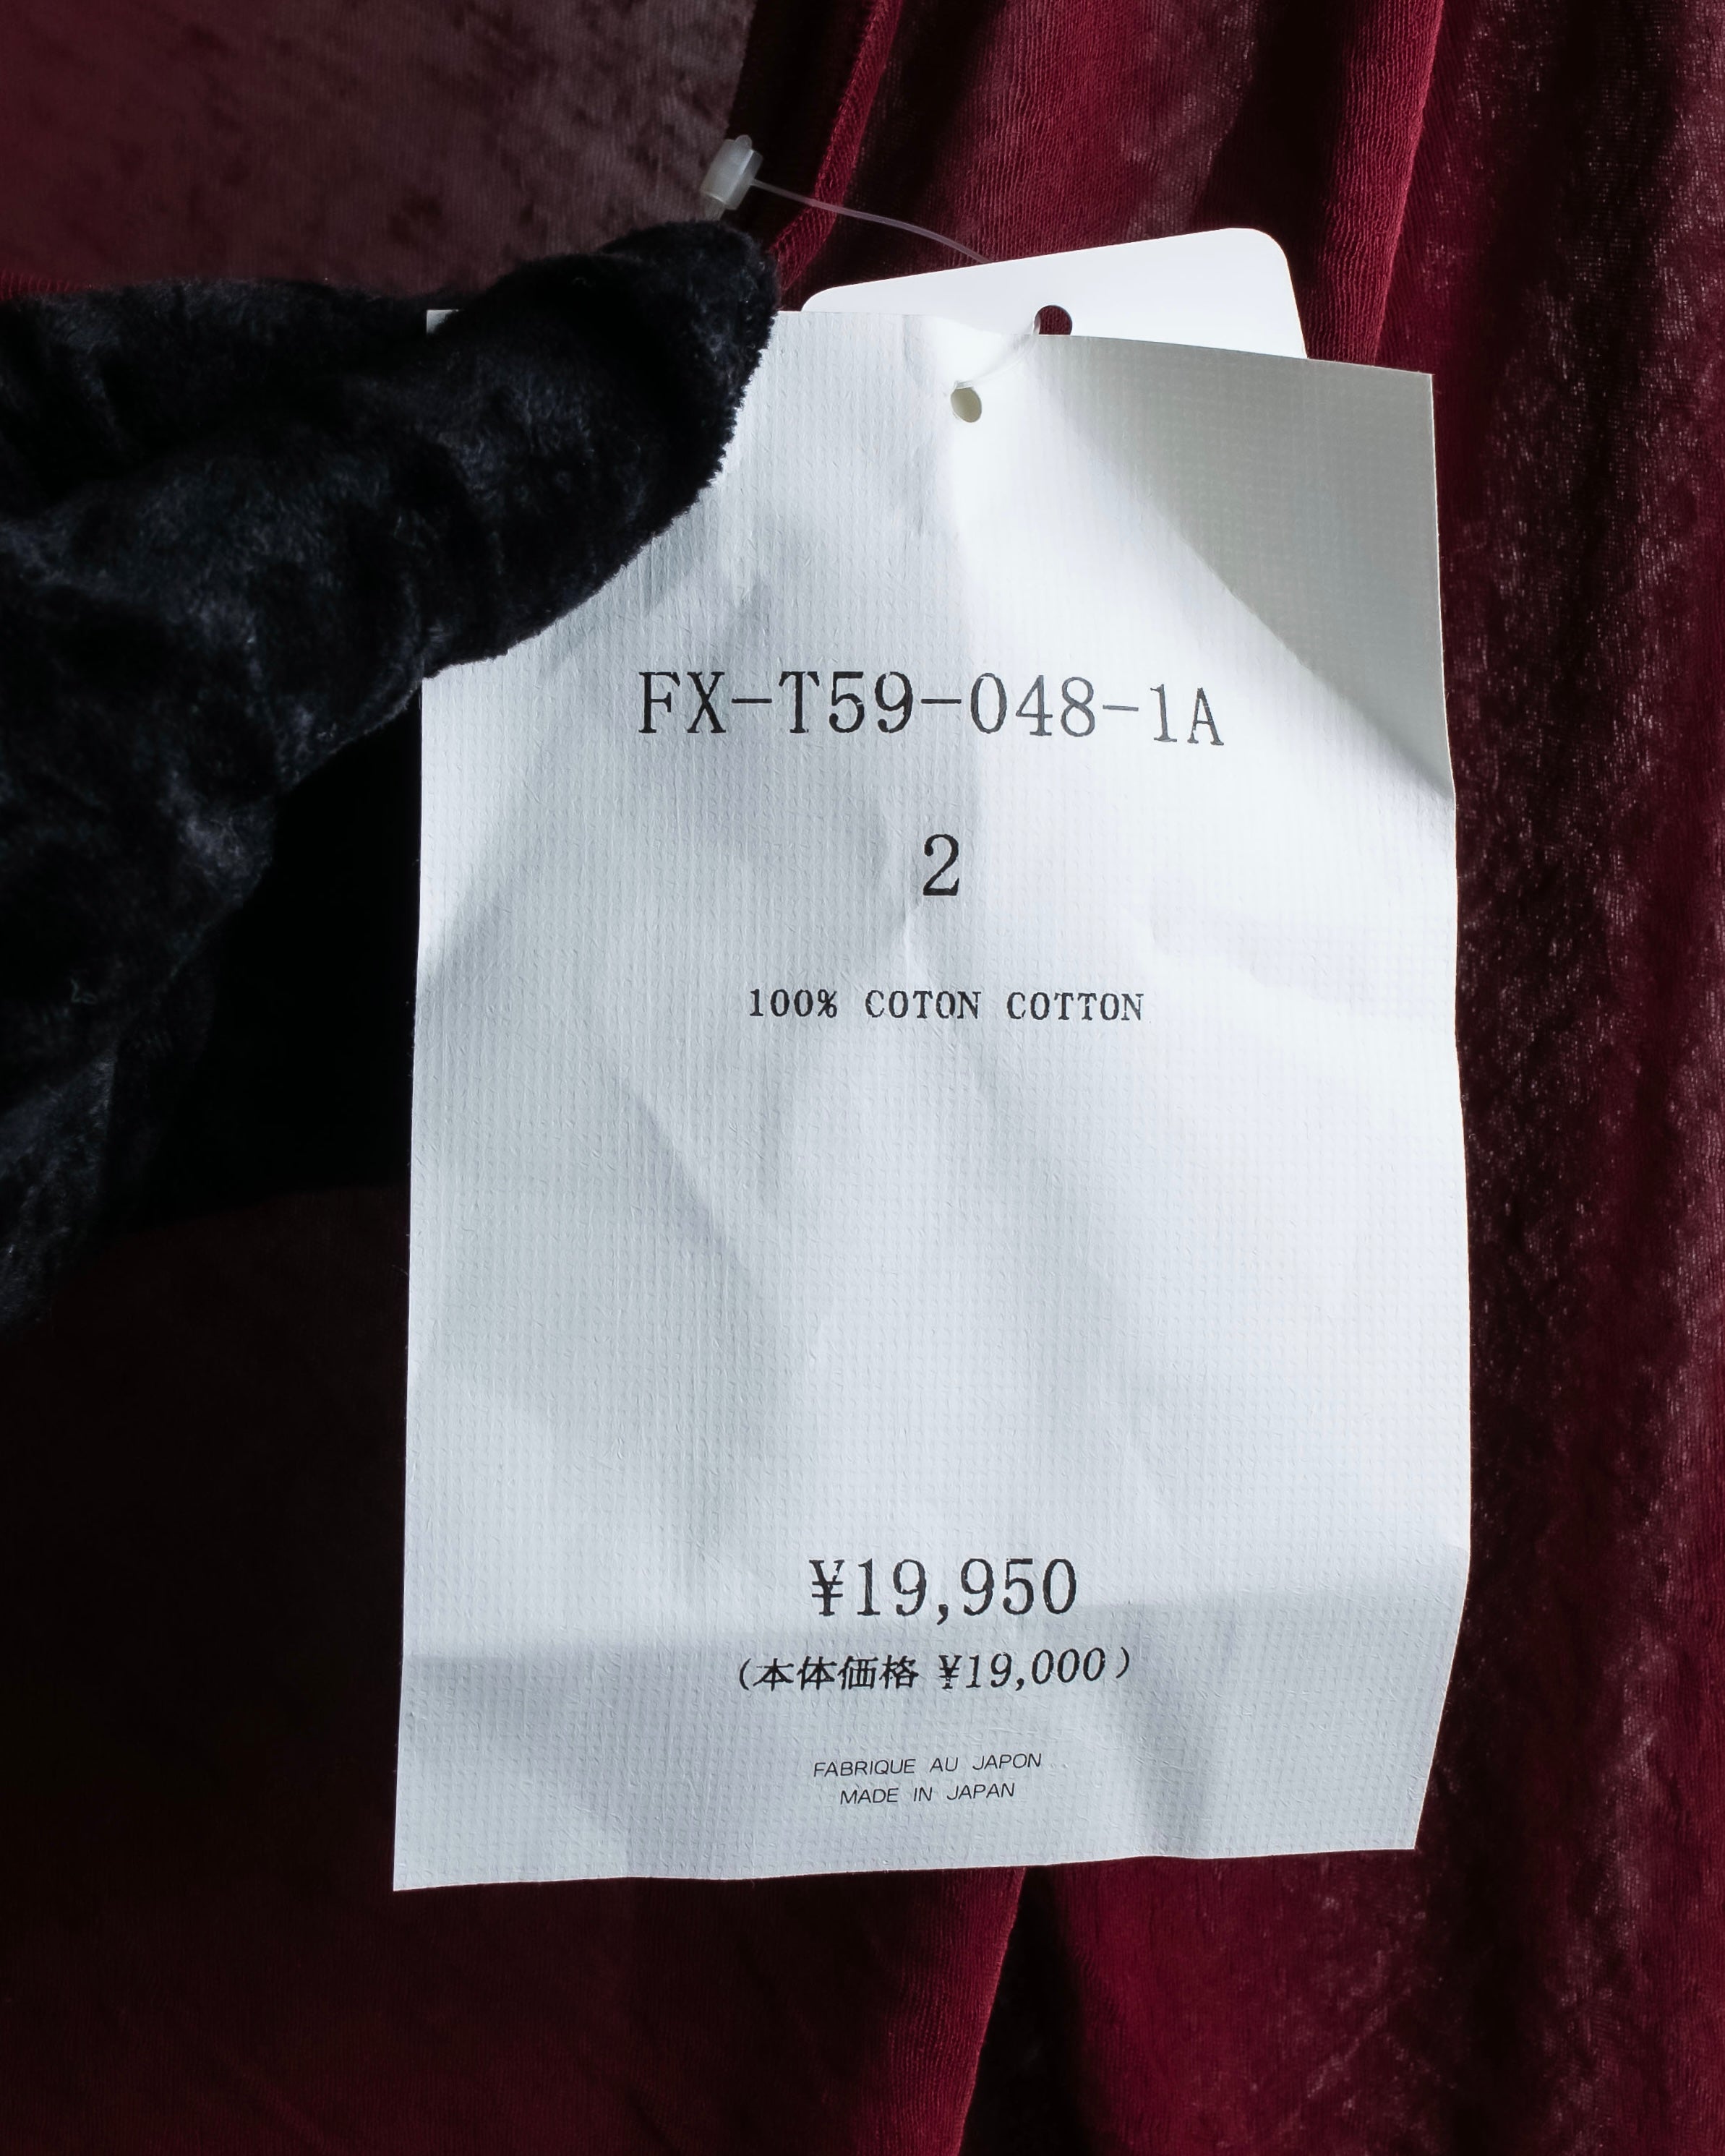 FX-T59-048-1A
2
100% COTON COTTON
¥19,950
(本体価格 ¥19,000)
FABRIQUE AU JAPON
MADE IN JAPAN